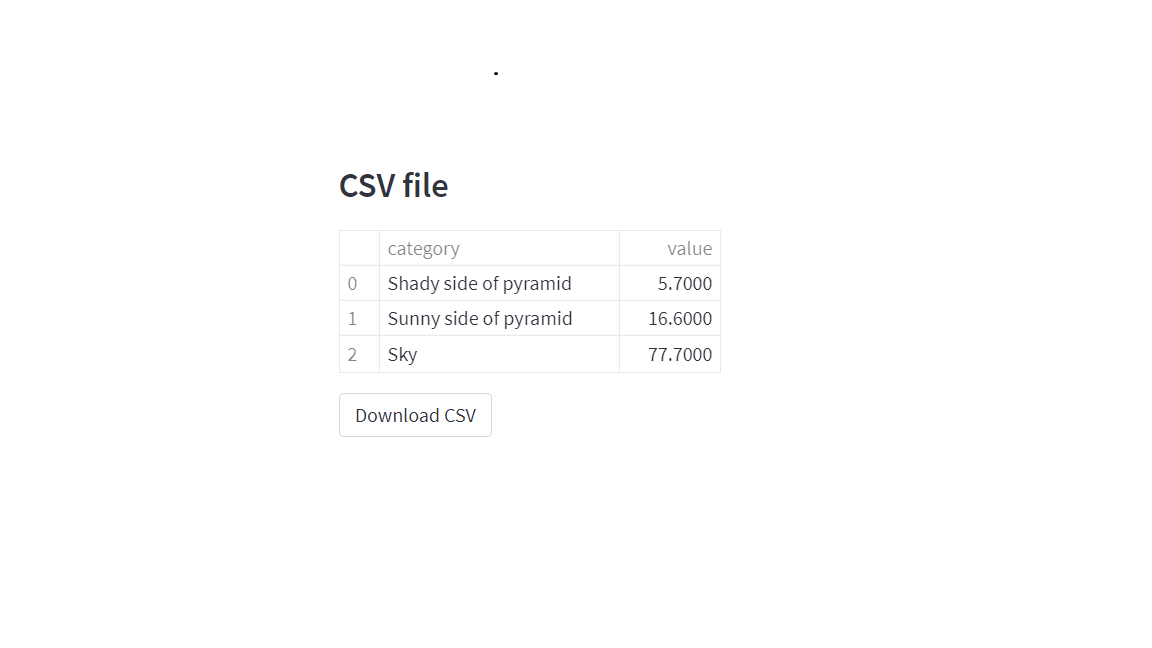 .
CSV file
category value
0 Shady side of pyramid 5.7000
1 Sunny side of pyramid 16.6000
2 Sky 77.7000
Download CSV